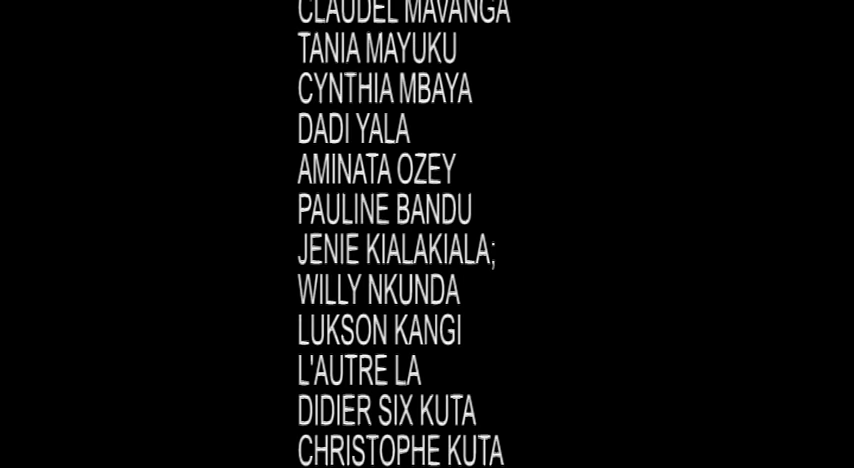 CLAUDEL MAVANGA
TANIA MAYUKU
CYNTHIA MBAYA
DADI YALA
AMINATA OZEY
PAULINE BANDU
JENIE KIALAKIALA;
WILLY NKUNDA
LUKSON KANGI
L'AUTRE LA
DIDIER SIX KUTA
CHRISTOPHE KUTA